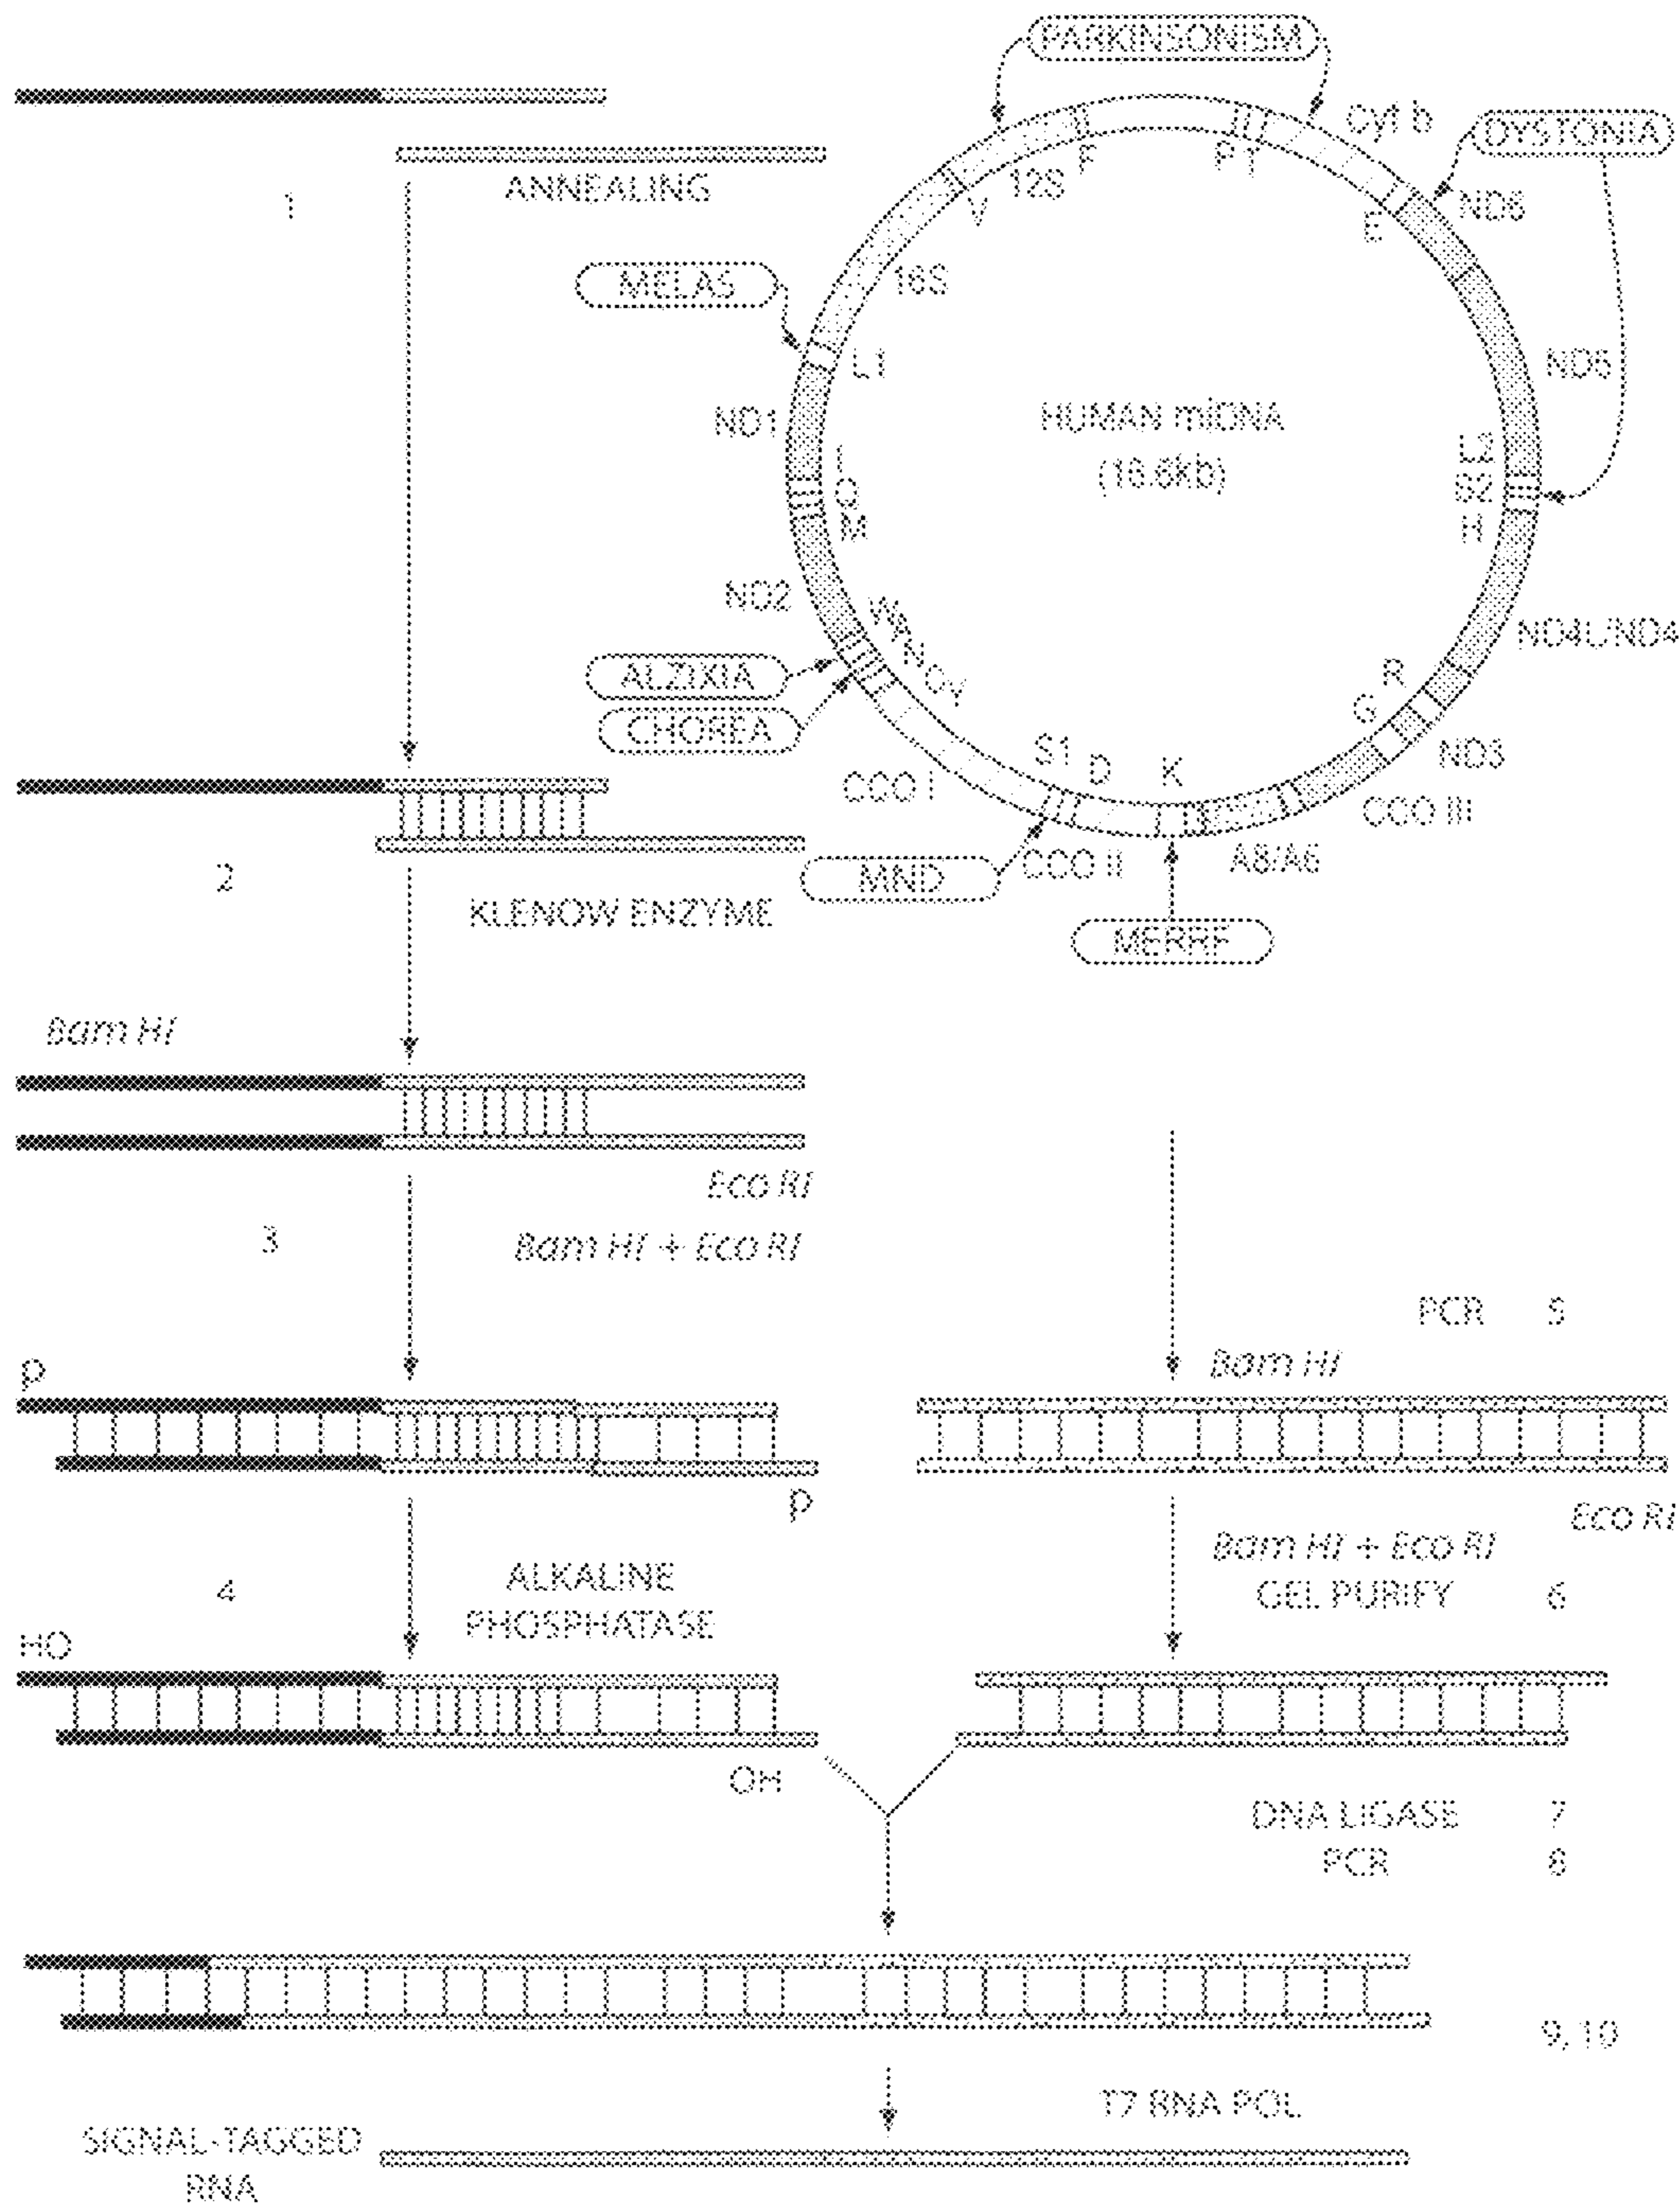 PARKINSONISM
Cyt b
DYSTONIA
ANNEALING
1
F
P T
12S
V
E
ND6
MELAS
16S
L1
ND5
ND1
HUMAN mtDNA
(16.6kb)
I
Q
M
L2
S2
H
ND2
W
A
N
C
Y
ND4L/ND4
ALZIXIA
CHOREA
R
G
ND3
CCO I
S1
D
K
CCO III
2
MND
CCO II
A8/A6
KLENOW ENZYME
MERRF
Bam HI
Eco RI
3
Bam HI + Eco RI
PCR 5
P
Bam HI
P
Eco RI
Bam HI + Eco RI
4
ALKALINE
PHOSPHATASE
GEL PURIFY 6
HO
OH
DNA LIGASE 7
PCR 8
9, 10
T7 RNA POL
SIGNAL-TAGGED
RNA